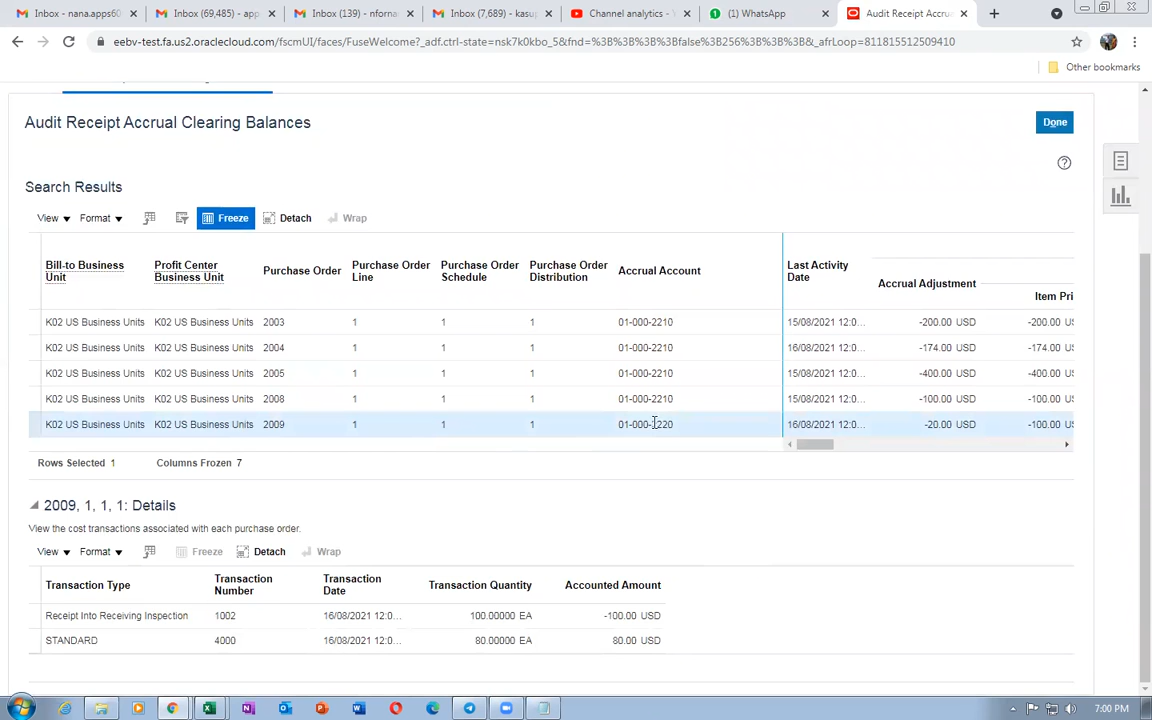 Inbox - nana.apps60
Inbox (69,485) - app
Inbox (139) - nfornan
Inbox (7,689) - kasup
Channel analytics - Y
(1) WhatsApp
Audit Receipt Accrua
eebv-test.fa.us2.oraclecloud.com/fscmUI/faces/FuseWelcome?_adf.ctrl-state=nsk7k0kbo_5&fnd=%3B%3B%3B%3Bfalse%3B256%3B%3B%3B&_afrLoop=811815512509410
Other bookmarks
Audit Receipt Accrual Clearing Balances
Done
Search Results
View Format Freeze Detach Wrap
Bill-to Business Unit Profit Center Business Unit Purchase Order Purchase Order Line Purchase Order Schedule Purchase Order Distribution Accrual Account Last Activity Date Accrual Adjustment Item Pri
K02 US Business Units K02 US Business Units 2003 1 1 1 01-000-2210 15/08/2021 12:0... -200.00 USD -200.00 US
K02 US Business Units K02 US Business Units 2004 1 1 1 01-000-2210 16/08/2021 12:0... -174.00 USD -174.00 US
K02 US Business Units K02 US Business Units 2005 1 1 1 01-000-2210 15/08/2021 12:0... -400.00 USD -400.00 US
K02 US Business Units K02 US Business Units 2008 1 1 1 01-000-2210 15/08/2021 12:0... -100.00 USD -100.00 US
K02 US Business Units K02 US Business Units 2009 1 1 1 16/08/2021 12:0... -20.00 USD -100.00 US
Rows Selected 1 Columns Frozen 7
2009, 1, 1, 1: Details
View the cost transactions associated with each purchase order.
View Format Freeze Detach Wrap
Transaction Type Transaction Number Transaction Date Transaction Quantity Accounted Amount
Receipt Into Receiving Inspection 1002 16/08/2021 12:0... 100.00000 EA -100.00 USD
STANDARD 4000 16/08/2021 12:0... 80.00000 EA 80.00 USD
7:00 PM